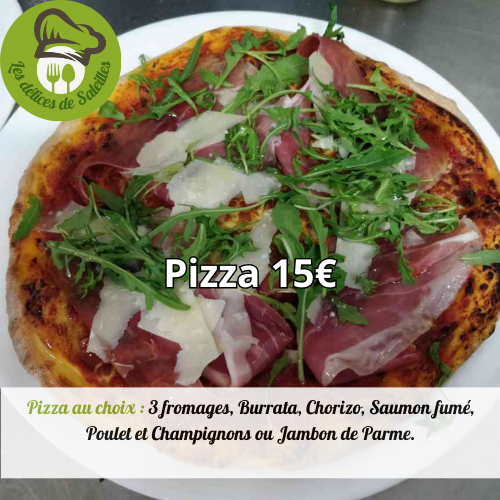 Les délices de Saleilles
Pizza 15€
Pizza au choix : 3 fromages, Burrata, Chorizo, Saumon fumé,
Poulet et Champignons ou Jambon de Parme.